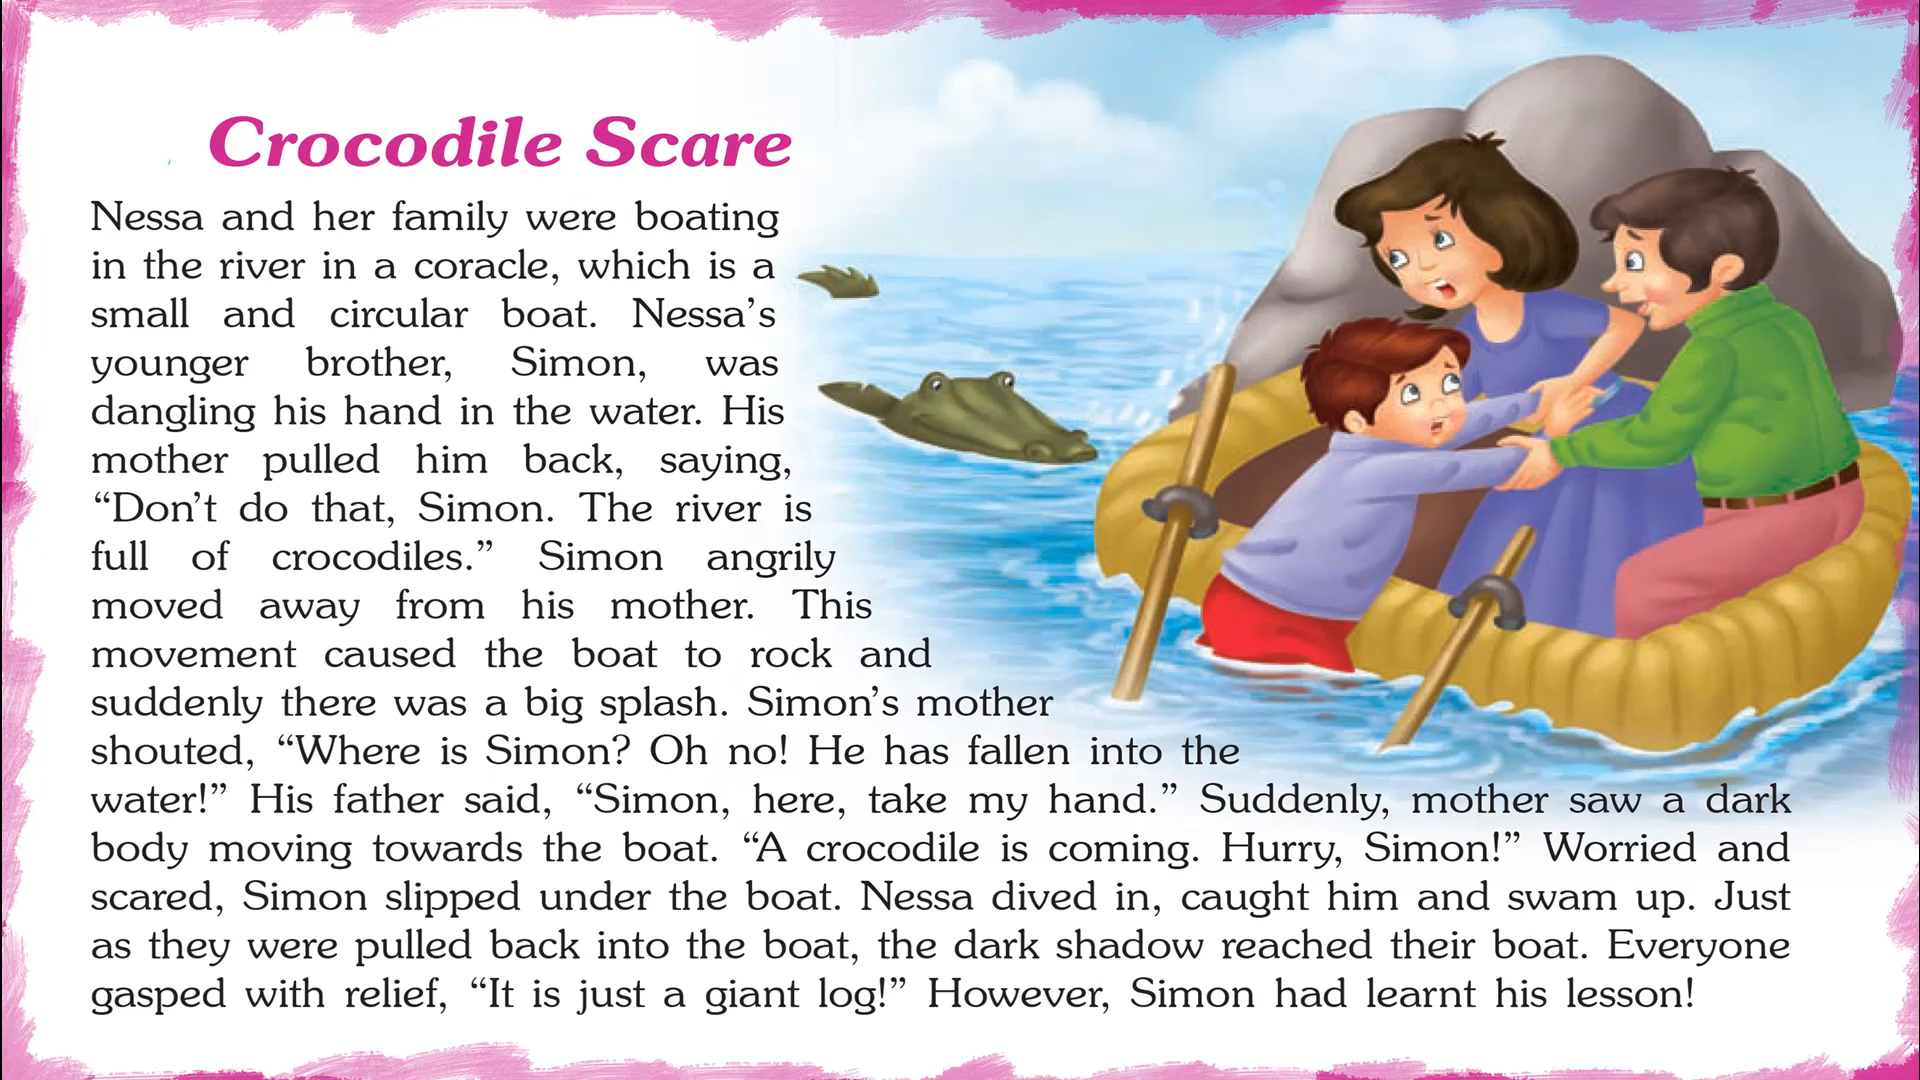 Crocodile Scare
Nessa and her family were boating
in the river in a coracle, which is a
small and circular boat. Nessa’s
younger brother, Simon, was
dangling his hand in the water. His
mother pulled him back, saying,
“Don’t do that, Simon. The river is
full of crocodiles.” Simon angrily
moved away from his mother. This
movement caused the boat to rock and
suddenly there was a big splash. Simon’s mother
shouted, “Where is Simon? Oh no! He has fallen into the
water!” His father said, “Simon, here, take my hand.” Suddenly, mother saw a dark
body moving towards the boat. “A crocodile is coming. Hurry, Simon!” Worried and
scared, Simon slipped under the boat. Nessa dived in, caught him and swam up. Just
as they were pulled back into the boat, the dark shadow reached their boat. Everyone
gasped with relief, “It is just a giant log!” However, Simon had learnt his lesson!